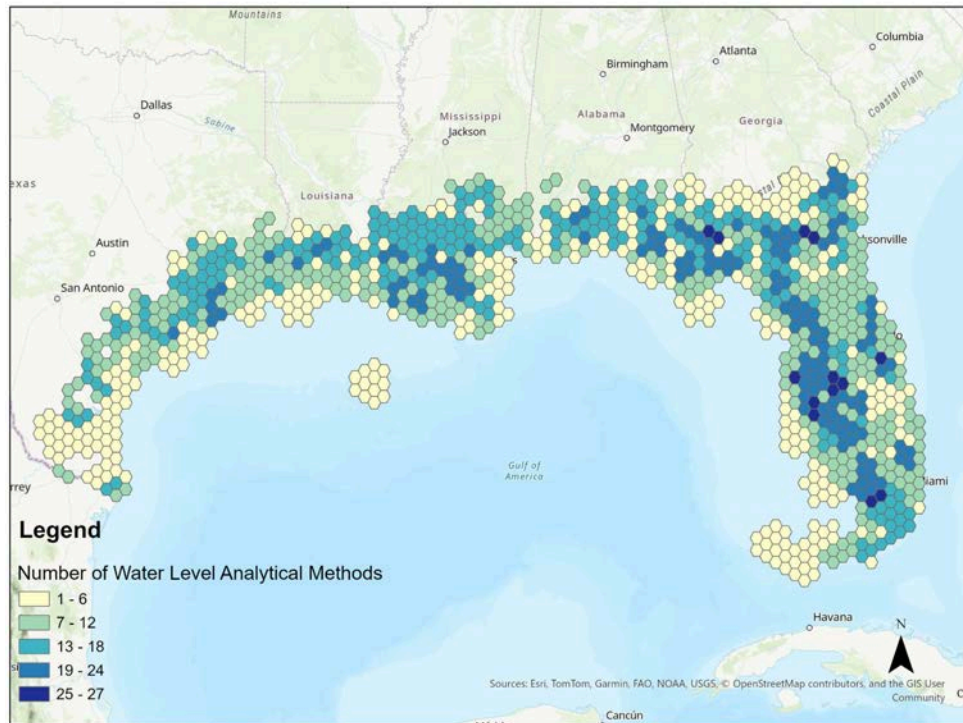 Mountains
Columbia
Atlanta
Birmingham
Coastal Plain
Dallas
Mississippi
Alabama
Sabine
Jackson
Montgomery
Georgia
exas
Louisiana
Austin
ksonville
San Antonio
Gulf of
America
rrey
iami
Legend
Number of Water Level Analytical Methods
1 - 6
7 - 12
13 - 18
19 - 24
25 - 27
Havana
N
Sources: Esri, TomTom, Garmin, FAO, NOAA, USGS, © OpenStreetMap contributors, and the GIS User
Community
Cancún